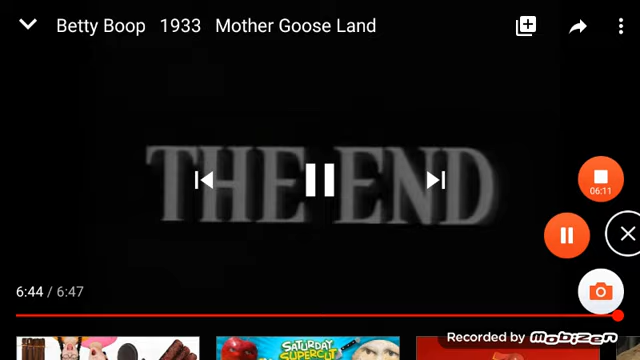 Betty Boop 1933 Mother Goose Land
THE END
06:11
6:44 / 6:47
SATURDAY
SUPERCUT
Recorded by mobizen